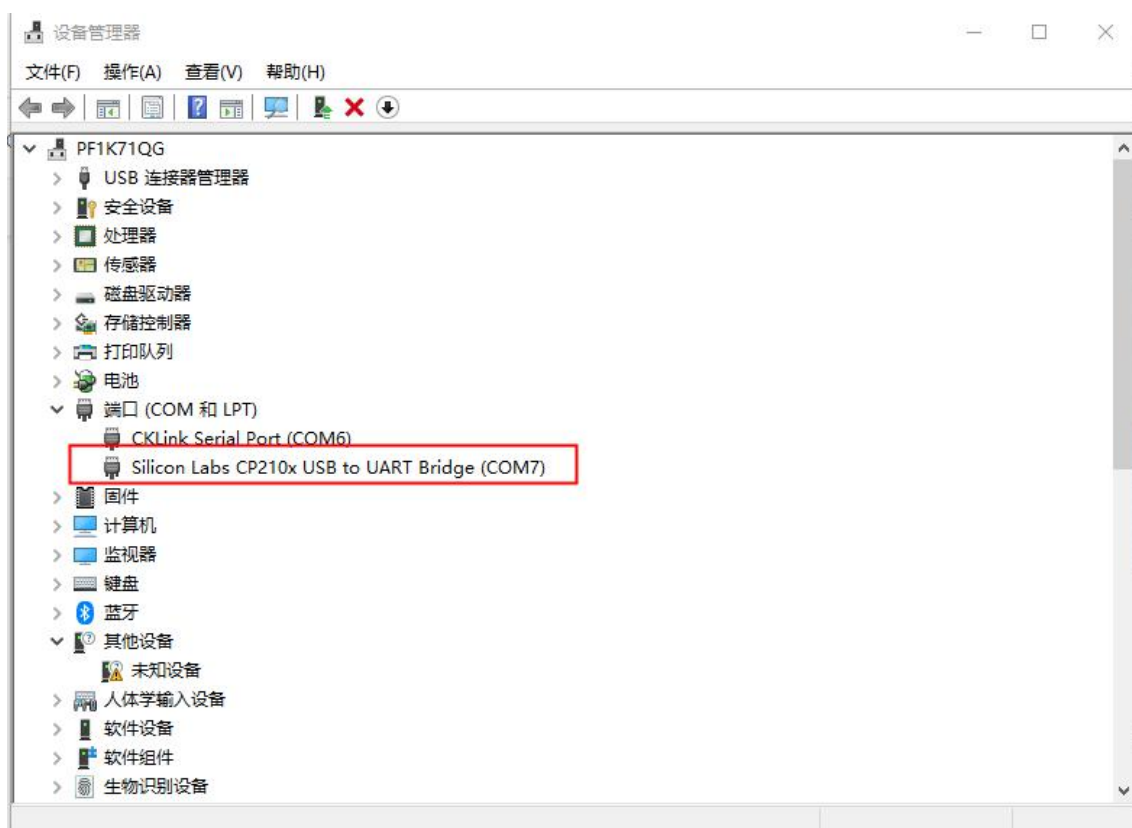 设备管理器
文件(F) 操作(A) 查看(V) 帮助(H)
PF1K71QG
USB 连接器管理器
安全设备
处理器
传感器
磁盘驱动器
存储控制器
打印队列
电池
端口 (COM 和 LPT)
CKLink Serial Port (COM6)
Silicon Labs CP210x USB to UART Bridge (COM7)
固件
计算机
监视器
键盘
蓝牙
其他设备
未知设备
人体学输入设备
软件设备
软件组件
生物识别设备